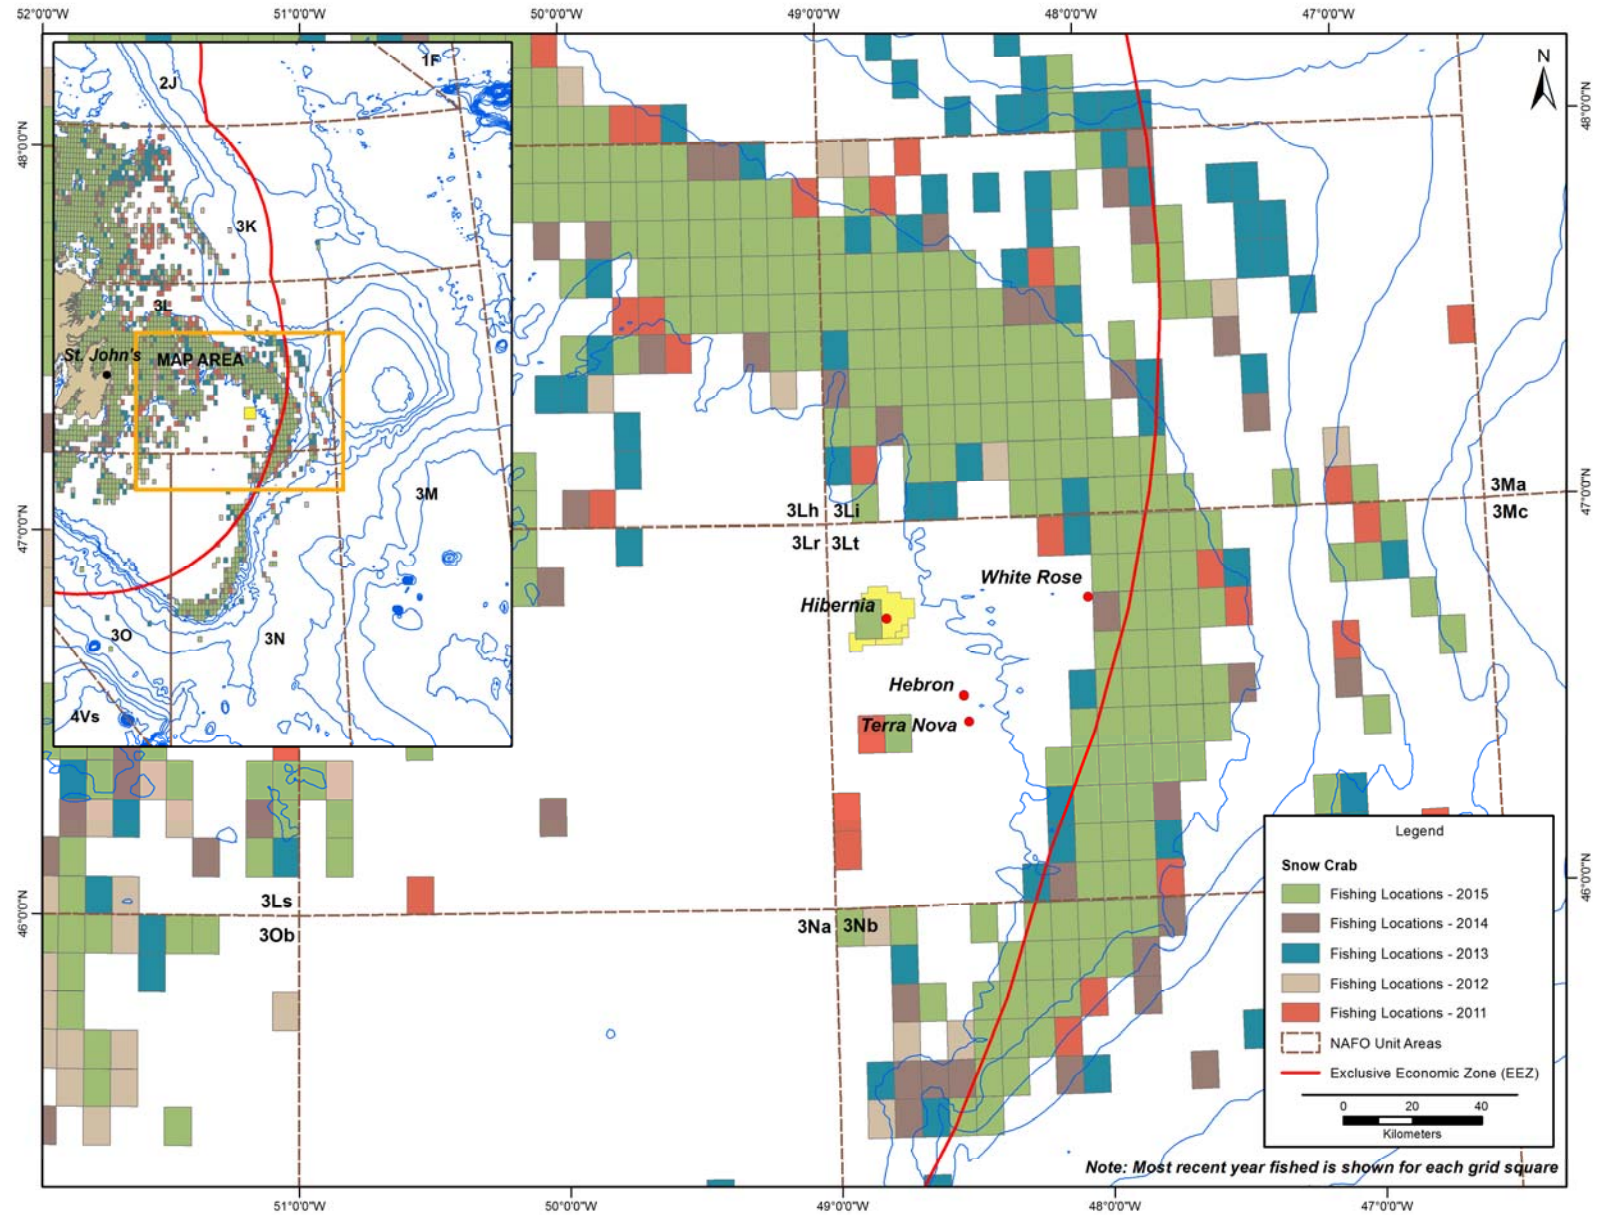 52°0'0"W 51°0'0"W 50°0'0"W 49°0'0"W 48°0'0"W 47°0'0"W
N
48°0'0"N
48°0'0"N
2J
1F
3K
3L
St. John's
MAP AREA
3M
3O
3N
4Vs
47°0'0"N
47°0'0"N
3Ma
3Mc
3Lh 3Li
3Lr 3Lt
White Rose
Hibernia
Hebron
Terra Nova
46°0'0"N
46°0'0"N
3Ls
3Ob
3Na 3Nb
Legend
Snow Crab
Fishing Locations - 2015
Fishing Locations - 2014
Fishing Locations - 2013
Fishing Locations - 2012
Fishing Locations - 2011
NAFO Unit Areas
Exclusive Economic Zone (EEZ)
0 20 40
Kilometers
Note: Most recent year fished is shown for each grid square
51°0'0"W 50°0'0"W 49°0'0"W 48°0'0"W 47°0'0"W